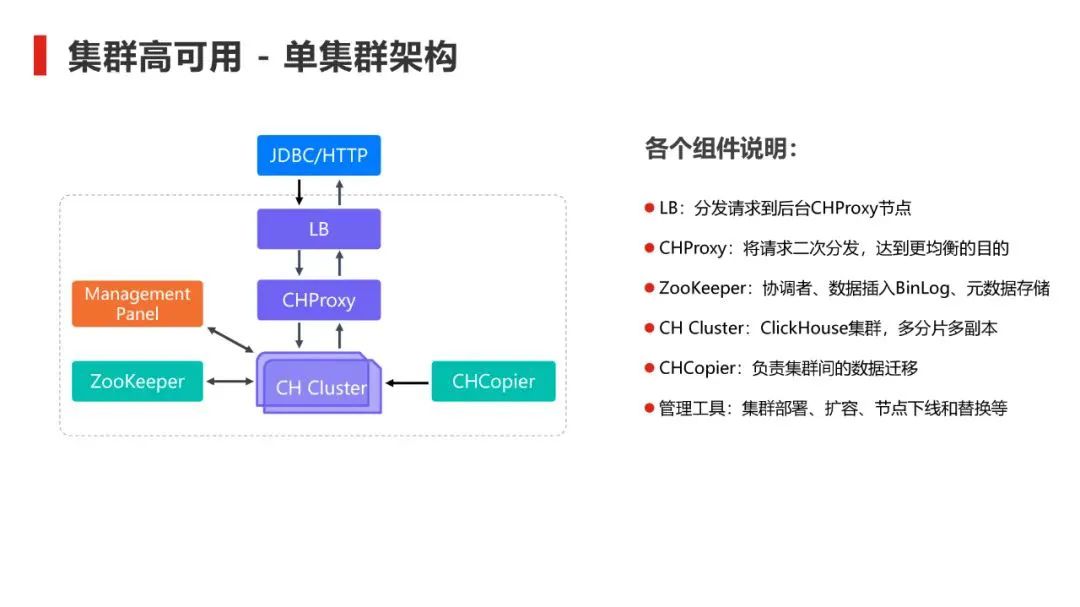 集群高可用 - 单集群架构
JDBC/HTTP
LB
CHProxy
Management
Panel
ZooKeeper
CH Cluster
CHCopier
各个组件说明：
LB：分发请求到后台CHProxy节点
CHProxy：将请求二次分发，达到更均衡的目的
ZooKeeper：协调者、数据插入BinLog、元数据存储
CH Cluster：ClickHouse集群，多分片多副本
CHCopier：负责集群间的数据迁移
管理工具：集群部署、扩容、节点下线和替换等